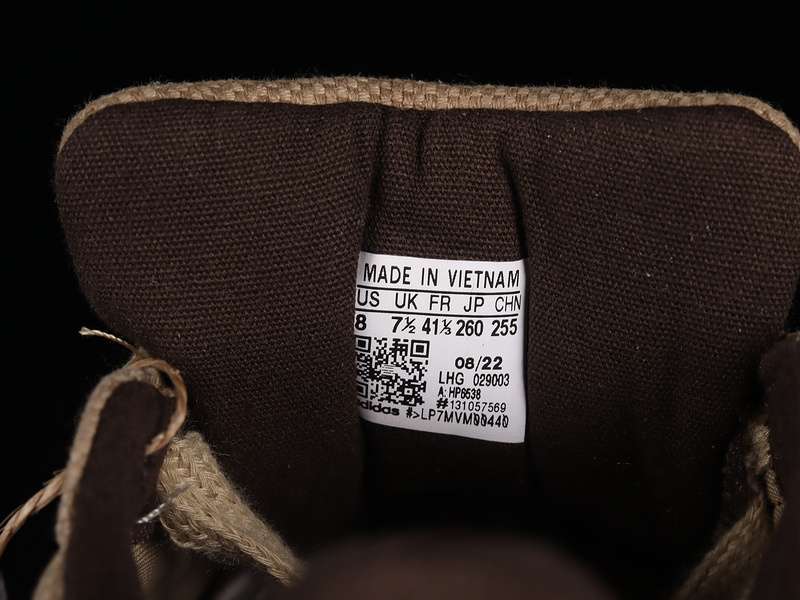 MADE IN VIETNAM
US UK FR JP CHN
8 7½ 41⅓ 260 255
08/22
LHG 029003
A: HP6538
#131057569
adidas #>LP7MVM00440